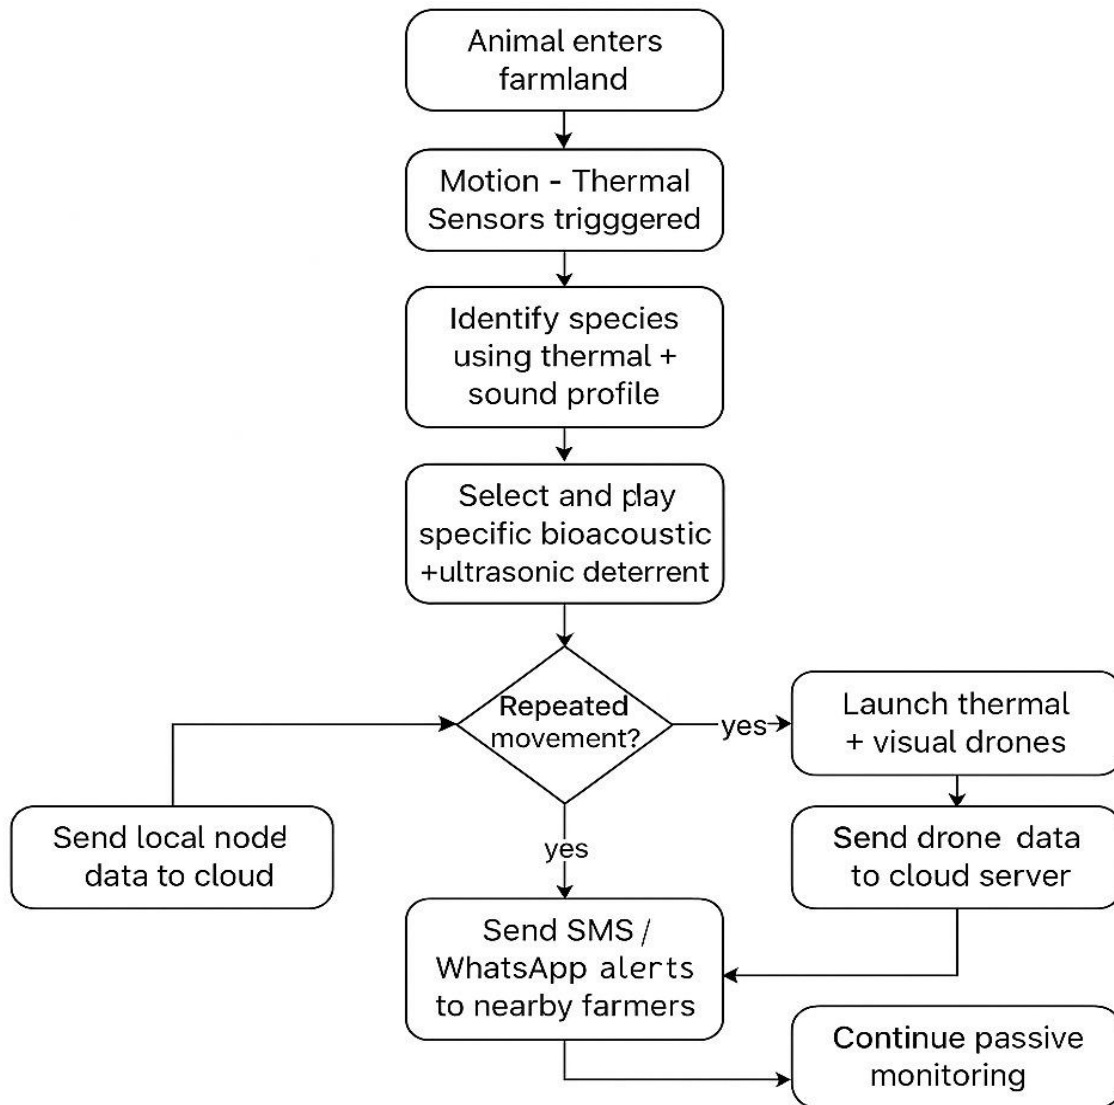 Animal enters
farmland
Motion - Thermal
Sensors trigggered
Identify species
using thermal +
sound profile
Select and play
specific bioacoustic
+ultrasonic deterrent
Repeated
movement?
yes
Launch thermal
+ visual drones
Send local node
data to cloud
yes
Send drone data
to cloud server
Send SMS /
WhatsApp alerts
to nearby farmers
Continue passive
monitoring